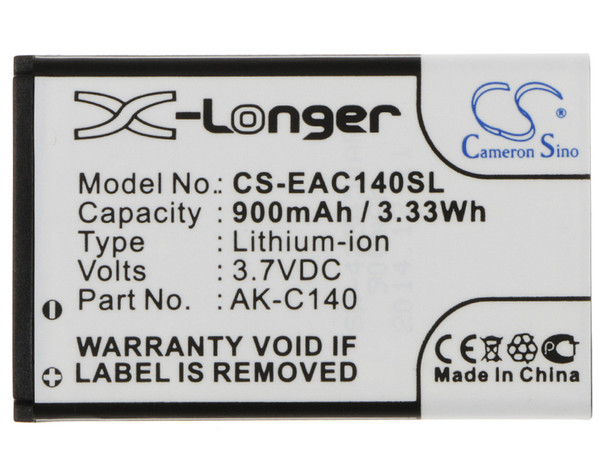 X-Longer
CS
Cameron Sino
Model No.: CS-EAC140SL
Capacity : 900mAh / 3.33Wh
Type : Lithium-ion
Volts : 3.7VDC
Part No. : AK-C140
WARRANTY VOID IF
LABEL IS REMOVED
CE
Made in China